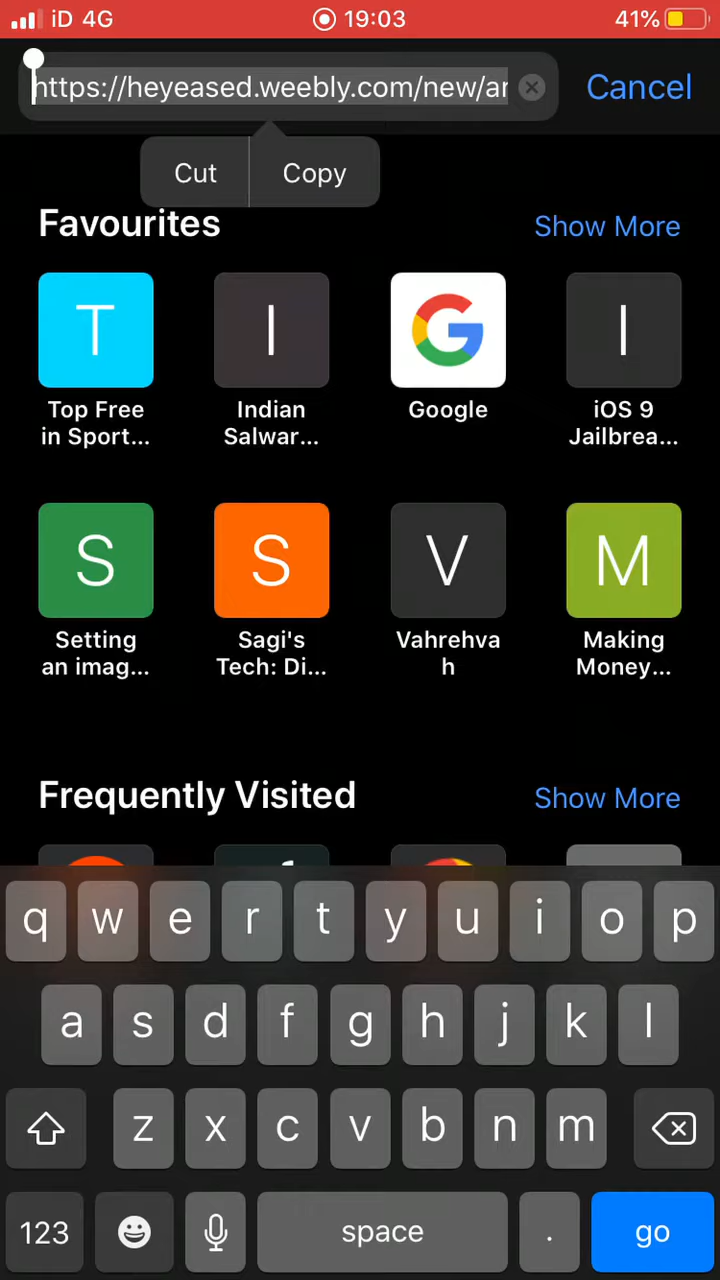 iD 4G 19:03 41%
https://heyeased.weebly.com/new/ar Cancel
Cut Copy
Favourites Show More
T I G I
Top Free Indian Google iOS 9
in Sport... Salwar... Jailbrea...
S S V M
Setting Sagi's Vahrehva Making
an imag... Tech: Di... h Money...
Frequently Visited Show More
q w e r t y u i o p
a s d f g h j k l
z x c v b n m
123 space . go